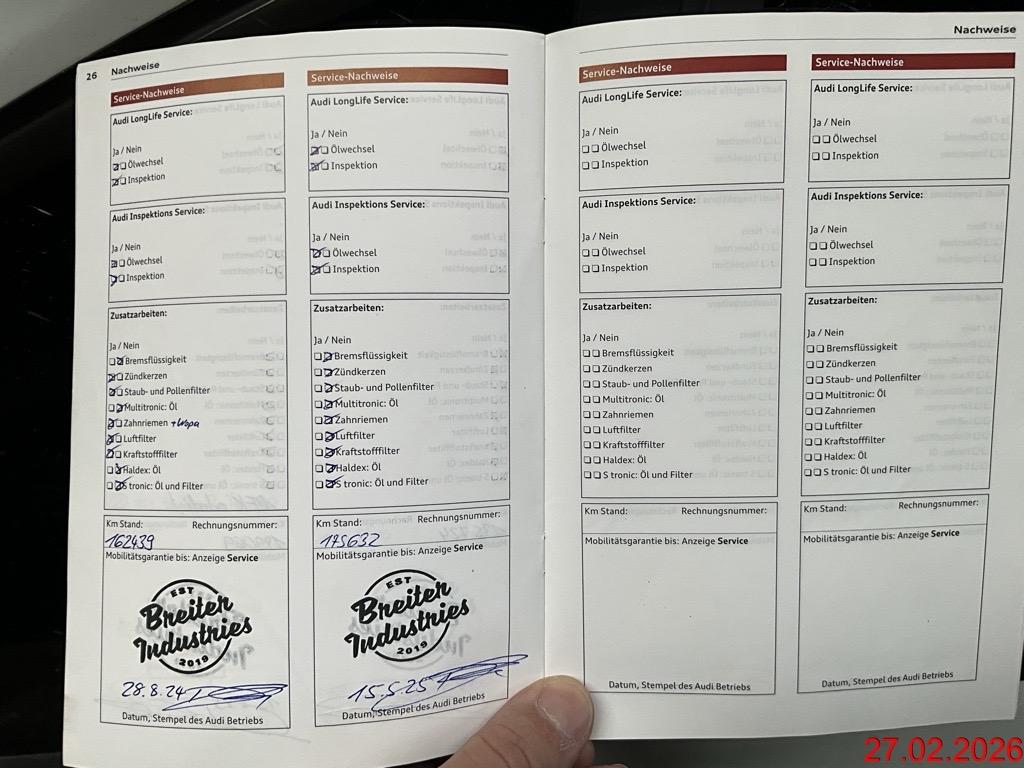 26 Nachweise
Service-Nachweise
Audi LongLife Service:
Ja / Nein
Ölwechsel
Inspektion
Audi Inspektions Service:
Ja / Nein
Ölwechsel
Inspektion
Zusatzarbeiten:
Ja / Nein
Bremsflüssigkeit
Zündkerzen
Staub- und Pollenfilter
Multitronic: Öl
Zahnriemen + Wapu
Luftfilter
Kraftstofffilter
Haldex: Öl
S tronic: Öl und Filter
Km Stand: Rechnungsnummer:
162439
Mobilitätsgarantie bis: Anzeige Service
EST
Breiter
Industries
2019
28.8.24
Datum, Stempel des Audi Betriebs
Service-Nachweise
Audi LongLife Service:
Ja / Nein
Ölwechsel
Inspektion
Audi Inspektions Service:
Ja / Nein
Ölwechsel
Inspektion
Zusatzarbeiten:
Ja / Nein
Bremsflüssigkeit
Zündkerzen
Staub- und Pollenfilter
Multitronic: Öl
Zahnriemen
Luftfilter
Kraftstofffilter
Haldex: Öl
S tronic: Öl und Filter
Km Stand: Rechnungsnummer:
175632
Mobilitätsgarantie bis: Anzeige Service
EST
Breiter
Industries
2019
15.5.25
Datum, Stempel des Audi Betriebs
Nachweise
Service-Nachweise
Audi LongLife Service:
Ja / Nein
Ölwechsel
Inspektion
Audi Inspektions Service:
Ja / Nein
Ölwechsel
Inspektion
Zusatzarbeiten:
Ja / Nein
Bremsflüssigkeit
Zündkerzen
Staub- und Pollenfilter
Multitronic: Öl
Zahnriemen
Luftfilter
Kraftstofffilter
Haldex: Öl
S tronic: Öl und Filter
Km Stand: Rechnungsnummer:
Mobilitätsgarantie bis: Anzeige Service
Datum, Stempel des Audi Betriebs
Service-Nachweise
Audi LongLife Service:
Ja / Nein
Ölwechsel
Inspektion
Audi Inspektions Service:
Ja / Nein
Ölwechsel
Inspektion
Zusatzarbeiten:
Ja / Nein
Bremsflüssigkeit
Zündkerzen
Staub- und Pollenfilter
Multitronic: Öl
Zahnriemen
Luftfilter
Kraftstofffilter
Haldex: Öl
S tronic: Öl und Filter
Km Stand: Rechnungsnummer:
Mobilitätsgarantie bis: Anzeige Service
Datum, Stempel des Audi Betriebs
27.02.2026